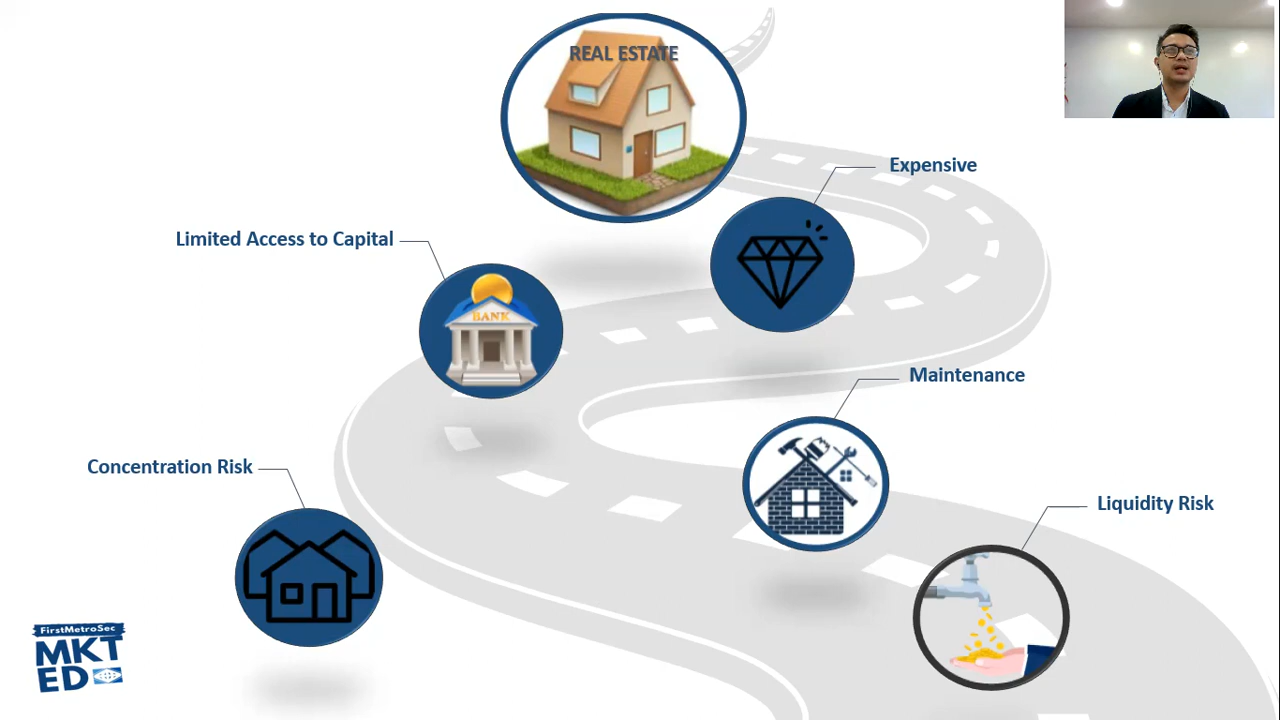 REAL ESTATE
Expensive
Limited Access to Capital
BANK
Maintenance
Concentration Risk
Liquidity Risk
FirstMetroSec
MKT
ED